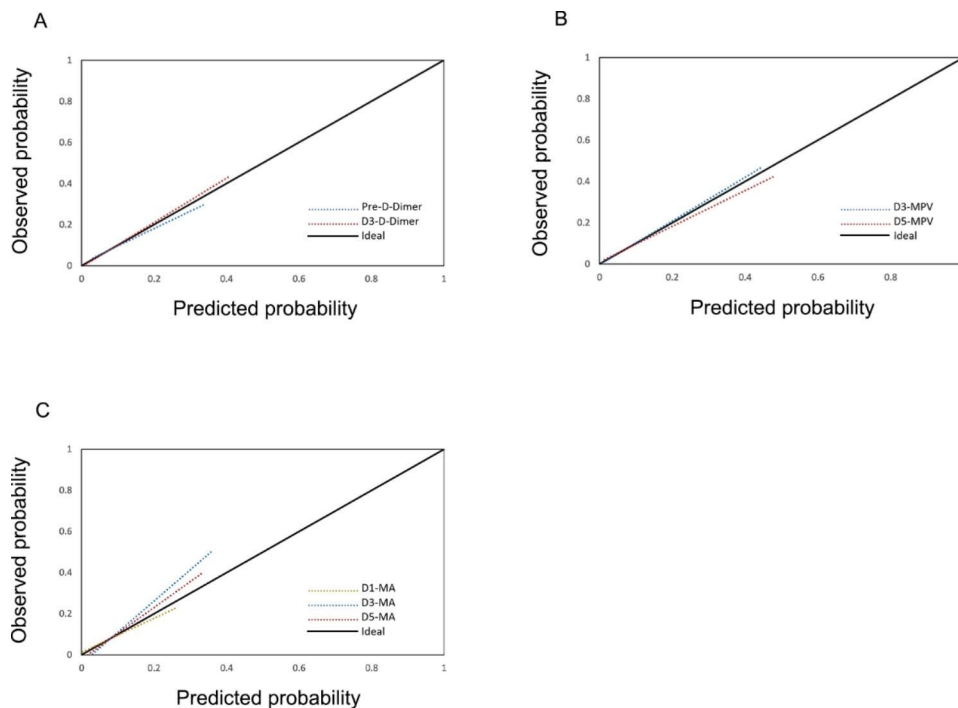 A
Observed probability
1
0.8
0.6
0.4
0.2
0
Pre-D-Dimer
D3-D-Dimer
Ideal
0 0.2 0.4 0.6 0.8 1
Predicted probability
B
Observed probability
1
0.8
0.6
0.4
0.2
0
D3-MPV
D5-MPV
Ideal
0 0.2 0.4 0.6 0.8
Predicted probability
C
Observed probability
1
0.8
0.6
0.4
0.2
0
D1-MA
D3-MA
D5-MA
Ideal
0 0.2 0.4 0.6 0.8 1
Predicted probability